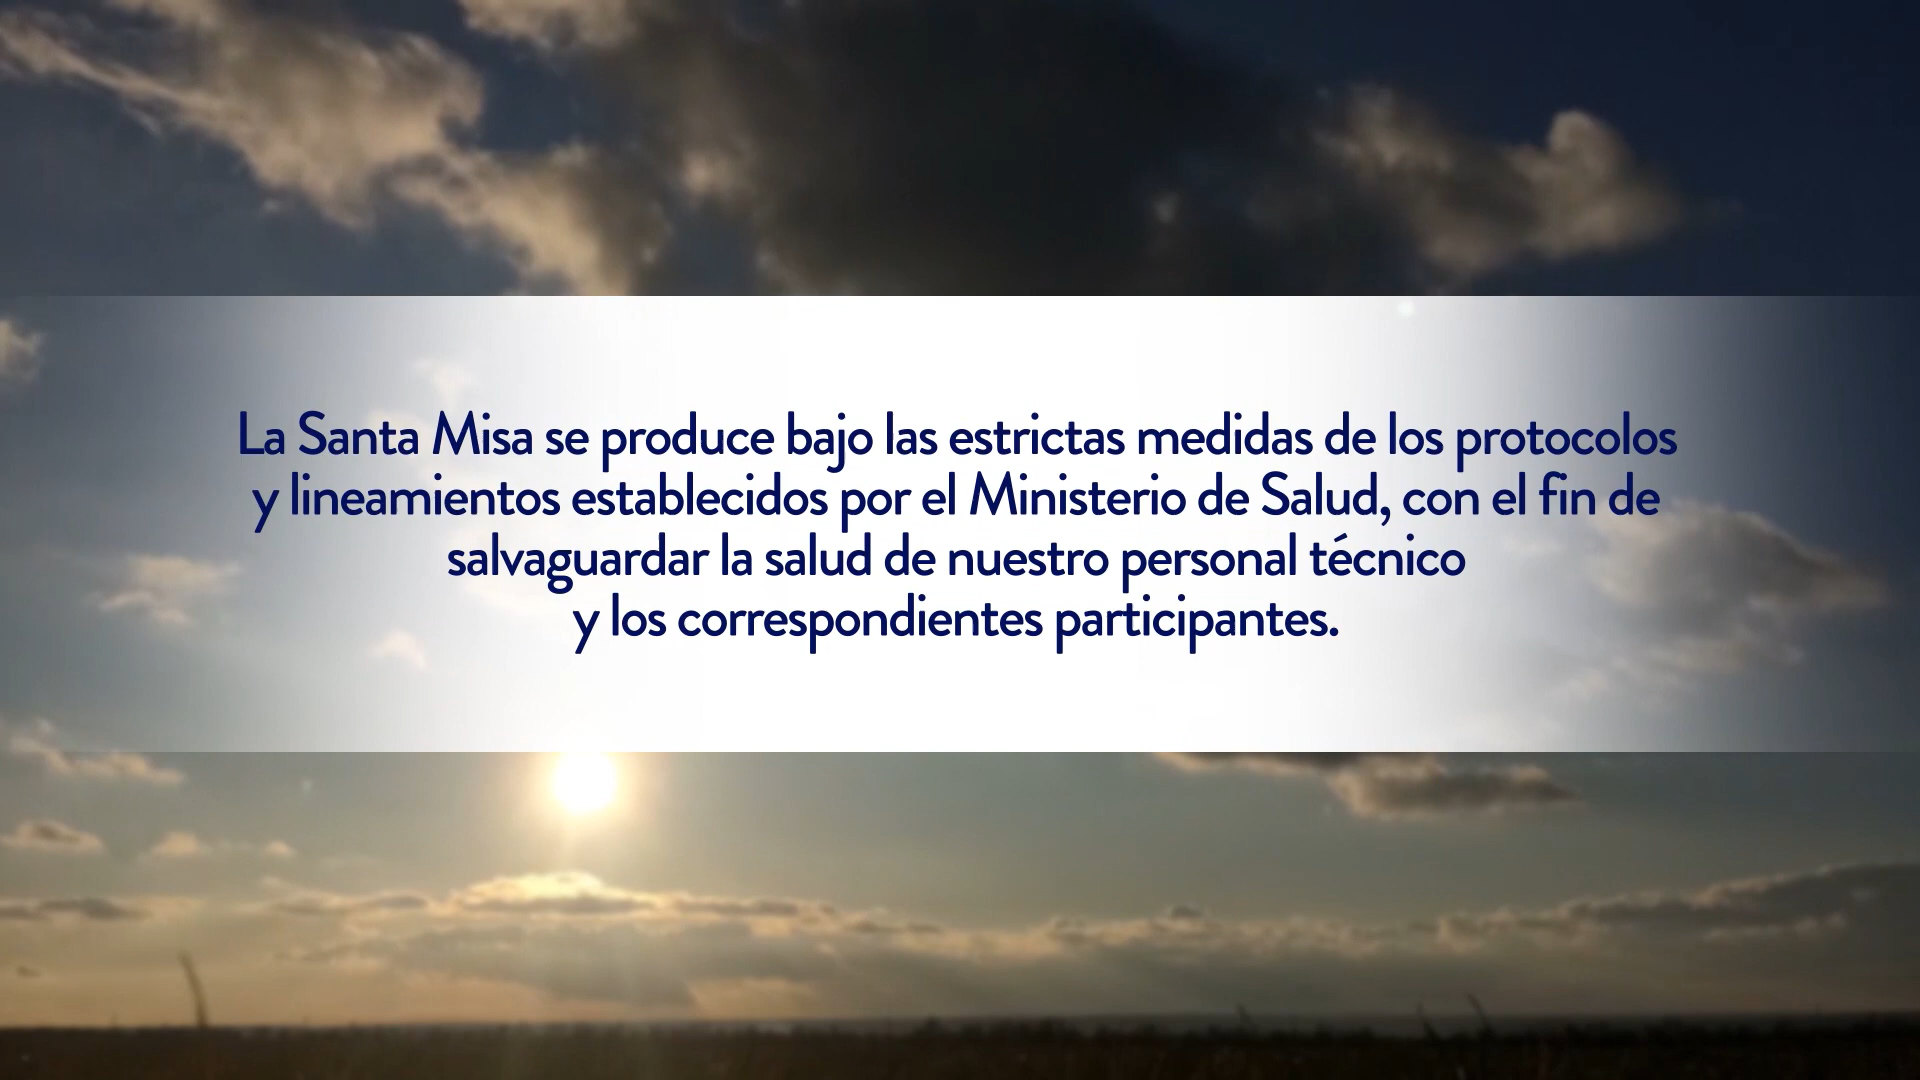 La Santa Misa se produce bajo las estrictas medidas de los protocolos
y lineamientos establecidos por el Ministerio de Salud, con el fin de
salvaguardar la salud de nuestro personal técnico
y los correspondientes participantes.